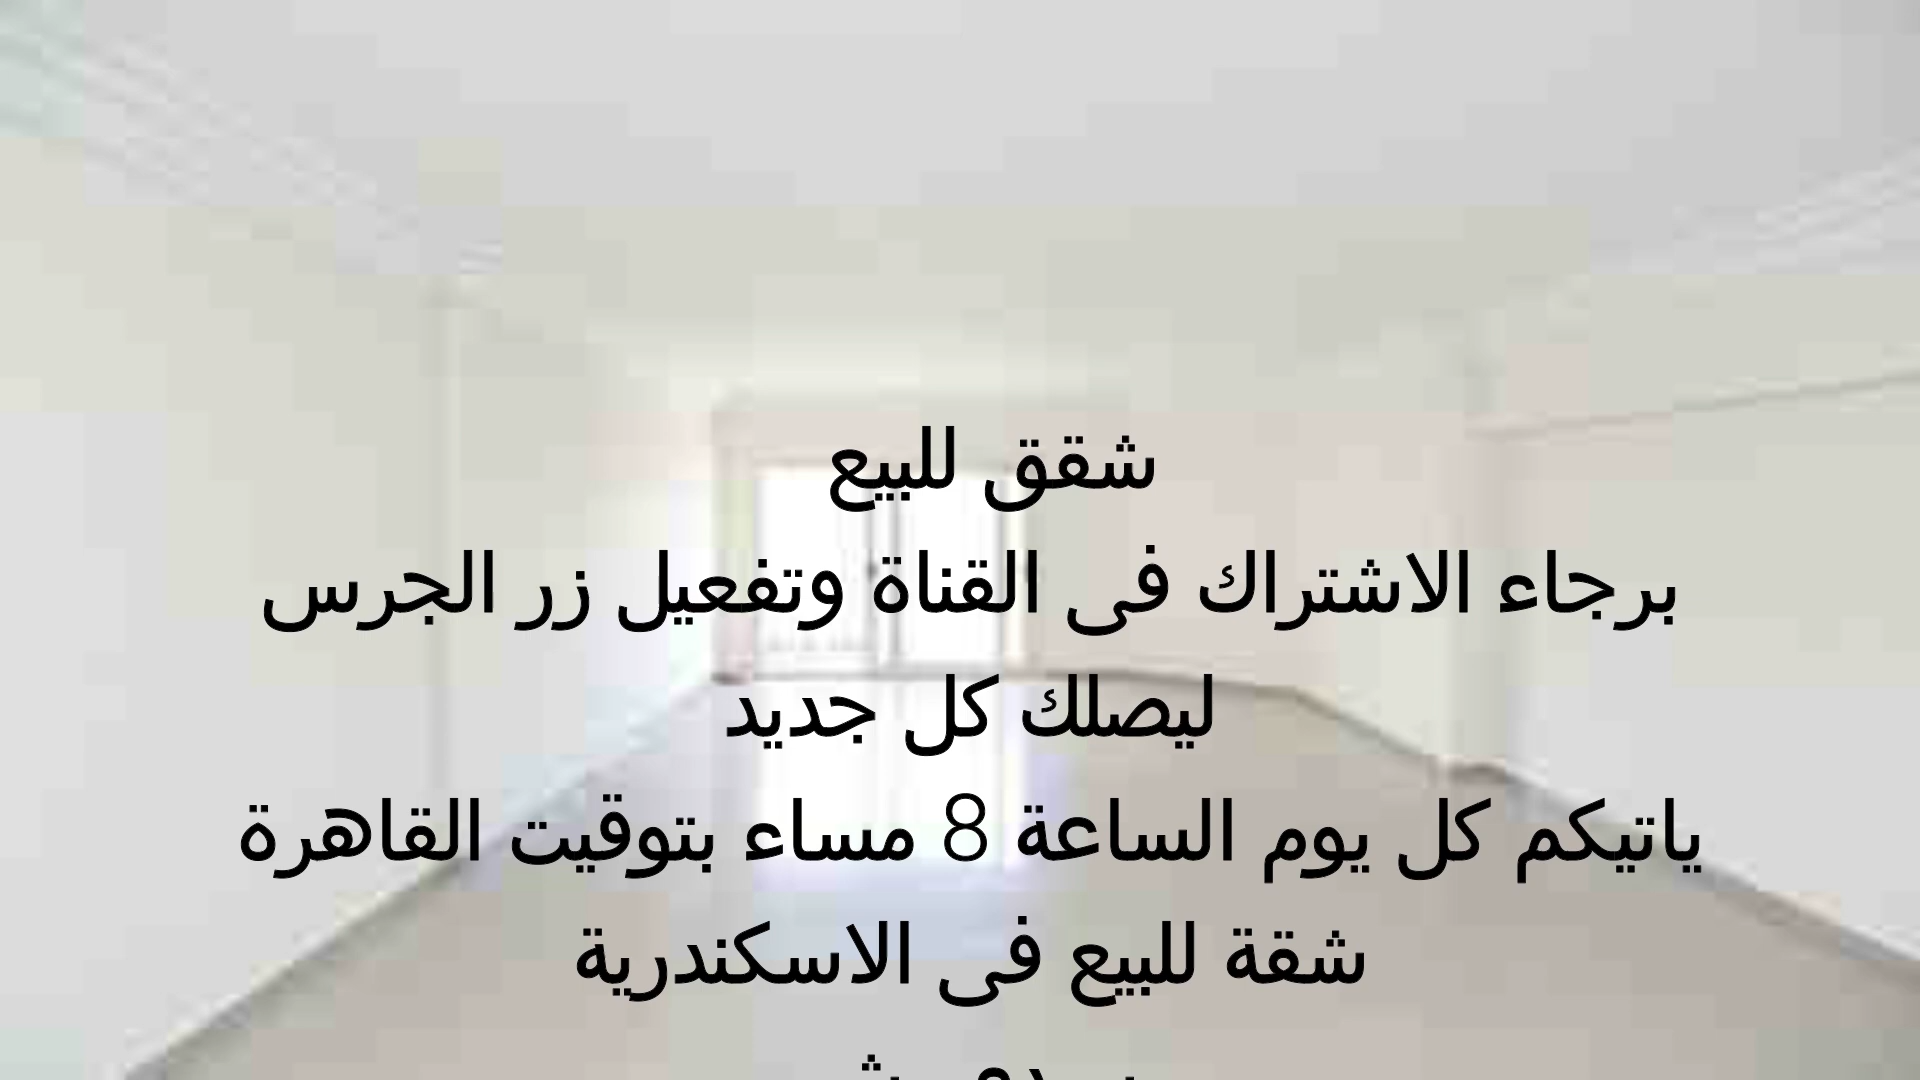 شقق للبيع
برجاء الاشتراك فى القناة وتفعيل زر الجرس
ليصلك كل جديد
ياتيكم كل يوم الساعة 8 مساء بتوقيت القاهرة
شقة للبيع فى الاسكندرية